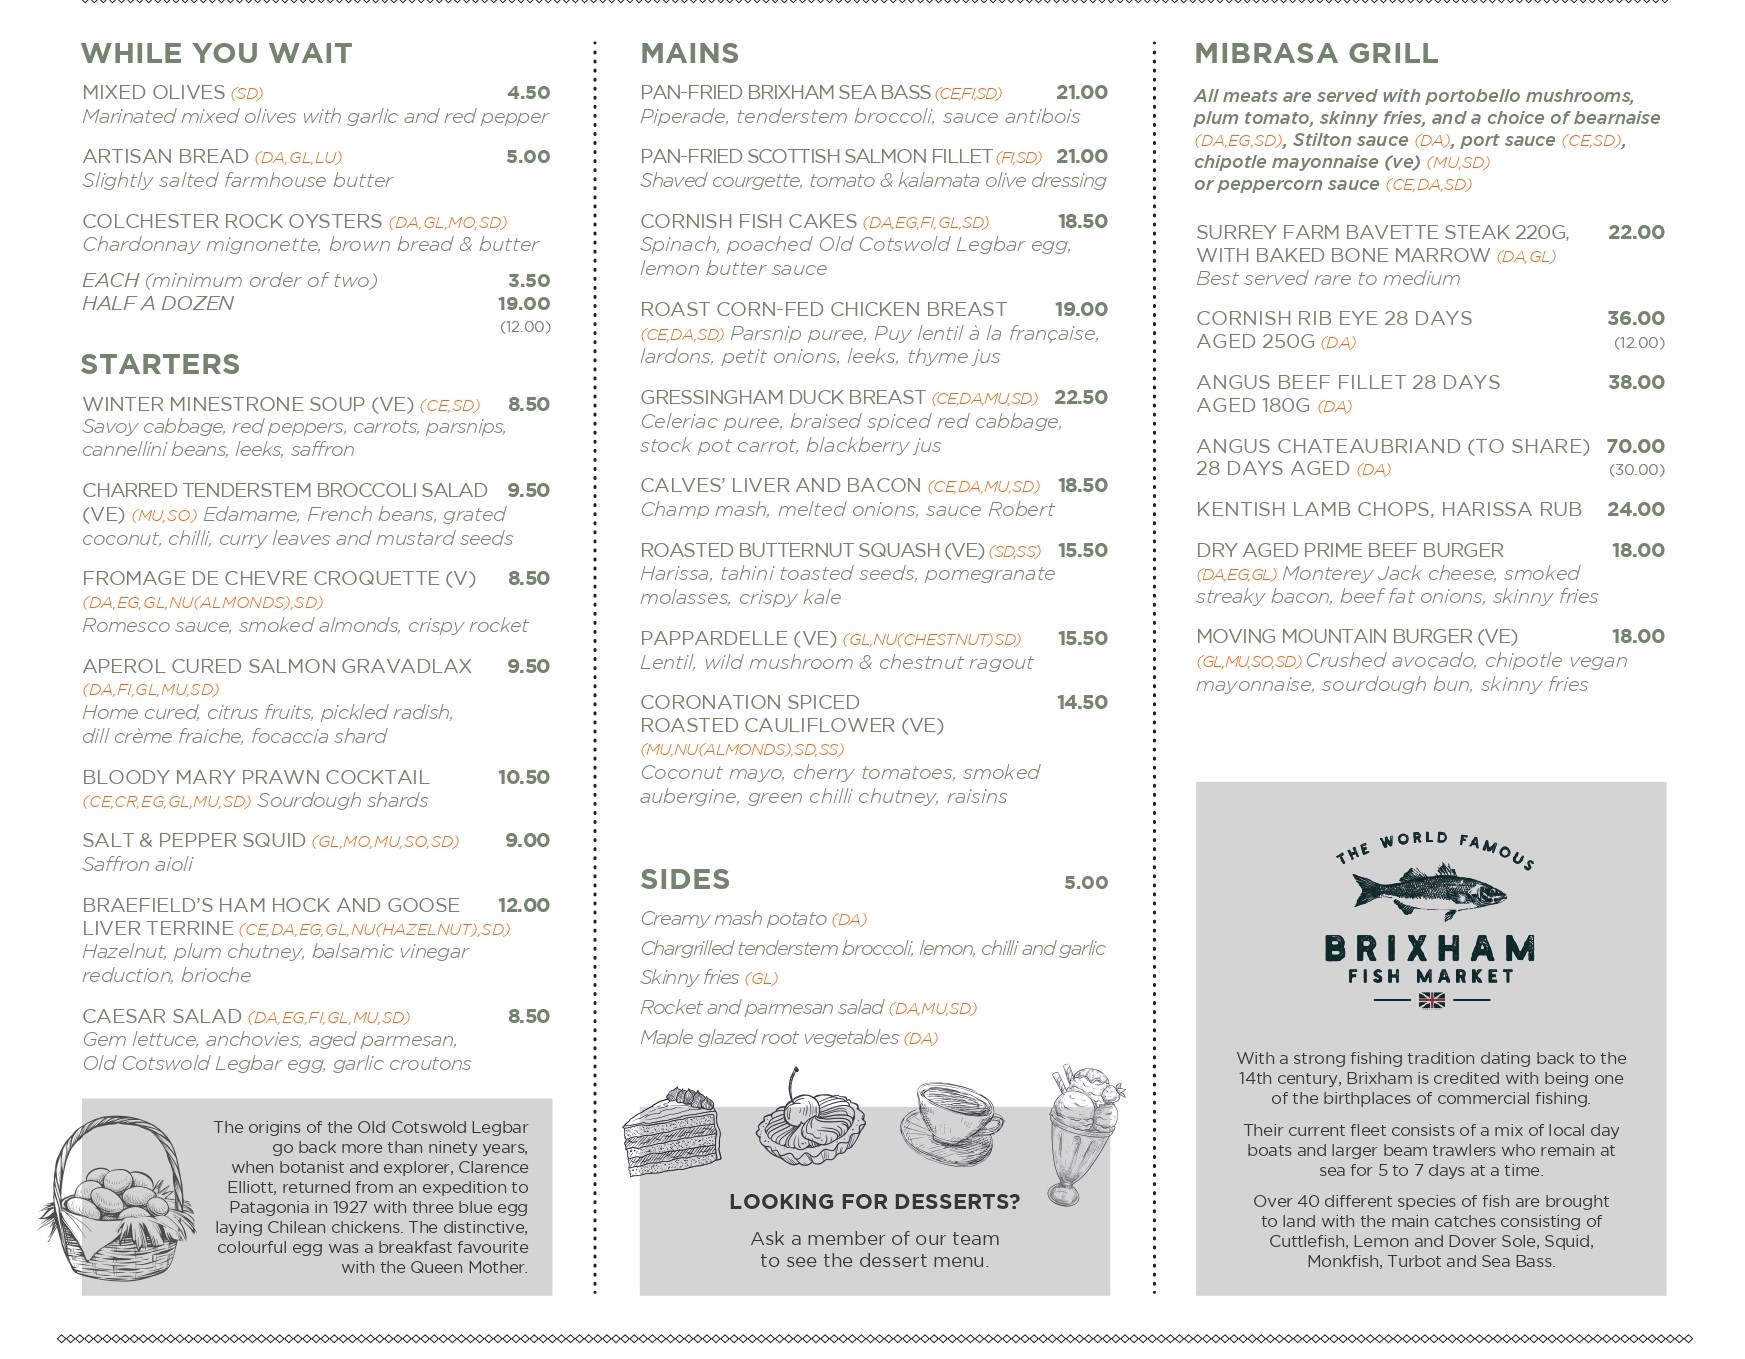 WHILE YOU WAIT
MIXED OLIVES (SD) 4.50
Marinated mixed olives with garlic and red pepper
ARTISAN BREAD (DA,GL,LU) 5.00
Slightly salted farmhouse butter
COLCHESTER ROCK OYSTERS (DA,GL,MO,SD)
Chardonnay mignonette, brown bread & butter
EACH (minimum order of two) 3.50
HALF A DOZEN 19.00
(12.00)
STARTERS
WINTER MINESTRONE SOUP (VE) (CE,SD) 8.50
Savoy cabbage, red peppers, carrots, parsnips,
cannellini beans, leeks, saffron
CHARRED TENDERSTEM BROCCOLI SALAD 9.50
(VE) (MU,SO) Edamame, French beans, grated
coconut, chilli, curry leaves and mustard seeds
FROMAGE DE CHEVRE CROQUETTE (V) 8.50
(DA,EG,GL,NU(ALMONDS),SD)
Romesco sauce, smoked almonds, crispy rocket
APEROL CURED SALMON GRAVADLAX 9.50
(DA,FI,GL,MU,SD)
Home cured, citrus fruits, pickled radish,
dill crème fraiche, focaccia shard
BLOODY MARY PRAWN COCKTAIL 10.50
(CE,CR,EG,GL,MU,SD) Sourdough shards
SALT & PEPPER SQUID (GL,MO,MU,SO,SD) 9.00
Saffron aioli
BRAEFIELD'S HAM HOCK AND GOOSE 12.00
LIVER TERRINE (CE,DA,EG,GL,NU(HAZELNUT),SD)
Hazelnut, plum chutney, balsamic vinegar
reduction, brioche
CAESAR SALAD (DA,EG,FI,GL,MU,SD) 8.50
Gem lettuce, anchovies, aged parmesan,
Old Cotswold Legbar egg, garlic croutons
The origins of the Old Cotswold Legbar
go back more than ninety years,
when botanist and explorer, Clarence
Elliott, returned from an expedition to
Patagonia in 1927 with three blue egg
laying Chilean chickens. The distinctive,
colourful egg was a breakfast favourite
with the Queen Mother.
MAINS
PAN-FRIED BRIXHAM SEA BASS (CE,FI,SD) 21.00
Piperade, tenderstem broccoli, sauce antibois
PAN-FRIED SCOTTISH SALMON FILLET (FI,SD) 21.00
Shaved courgette, tomato & kalamata olive dressing
CORNISH FISH CAKES (DA,EG,FI,GL,SD) 18.50
Spinach, poached Old Cotswold Legbar egg,
lemon butter sauce
ROAST CORN-FED CHICKEN BREAST 19.00
(CE,DA,SD) Parsnip puree, Puy lentil à la française,
lardons, petit onions, leeks, thyme jus
GRESSINGHAM DUCK BREAST (CE,DA,MU,SD) 22.50
Celeriac puree, braised spiced red cabbage,
stock pot carrot, blackberry jus
CALVES' LIVER AND BACON (CE,DA,MU,SD) 18.50
Champ mash, melted onions, sauce Robert
ROASTED BUTTERNUT SQUASH (VE) (SD,SS) 15.50
Harissa, tahini toasted seeds, pomegranate
molasses, crispy kale
PAPPARDELLE (VE) (GL,NU(CHESTNUT)SD) 15.50
Lentil, wild mushroom & chestnut ragout
CORONATION SPICED 14.50
ROASTED CAULIFLOWER (VE)
(MU,NU(ALMONDS),SD,SS)
Coconut mayo, cherry tomatoes, smoked
aubergine, green chilli chutney, raisins
SIDES 5.00
Creamy mash potato (DA)
Chargrilled tenderstem broccoli, lemon, chilli and garlic
Skinny fries (GL)
Rocket and parmesan salad (DA,MU,SD)
Maple glazed root vegetables (DA)
LOOKING FOR DESSERTS?
Ask a member of our team
to see the dessert menu.
MIBRASA GRILL
All meats are served with portobello mushrooms,
plum tomato, skinny fries, and a choice of bearnaise
(DA,EG,SD), Stilton sauce (DA), port sauce (CE,SD),
chipotle mayonnaise (ve) (MU,SD)
or peppercorn sauce (CE,DA,SD)
SURREY FARM BAVETTE STEAK 220G, 22.00
WITH BAKED BONE MARROW (DA,GL)
Best served rare to medium
CORNISH RIB EYE 28 DAYS 36.00
AGED 250G (DA) (12.00)
ANGUS BEEF FILLET 28 DAYS 38.00
AGED 180G (DA)
ANGUS CHATEAUBRIAND (TO SHARE) 70.00
28 DAYS AGED (DA) (30.00)
KENTISH LAMB CHOPS, HARISSA RUB 24.00
DRY AGED PRIME BEEF BURGER 18.00
(DA,EG,GL) Monterey Jack cheese, smoked
streaky bacon, beef fat onions, skinny fries
MOVING MOUNTAIN BURGER (VE) 18.00
(GL,MU,SO,SD) Crushed avocado, chipotle vegan
mayonnaise, sourdough bun, skinny fries
THE WORLD FAMOUS
BRIXHAM
FISH MARKET
With a strong fishing tradition dating back to the
14th century, Brixham is credited with being one
of the birthplaces of commercial fishing.
Their current fleet consists of a mix of local day
boats and larger beam trawlers who remain at
sea for 5 to 7 days at a time.
Over 40 different species of fish are brought
to land with the main catches consisting of
Cuttlefish, Lemon and Dover Sole, Squid,
Monkfish, Turbot and Sea Bass.